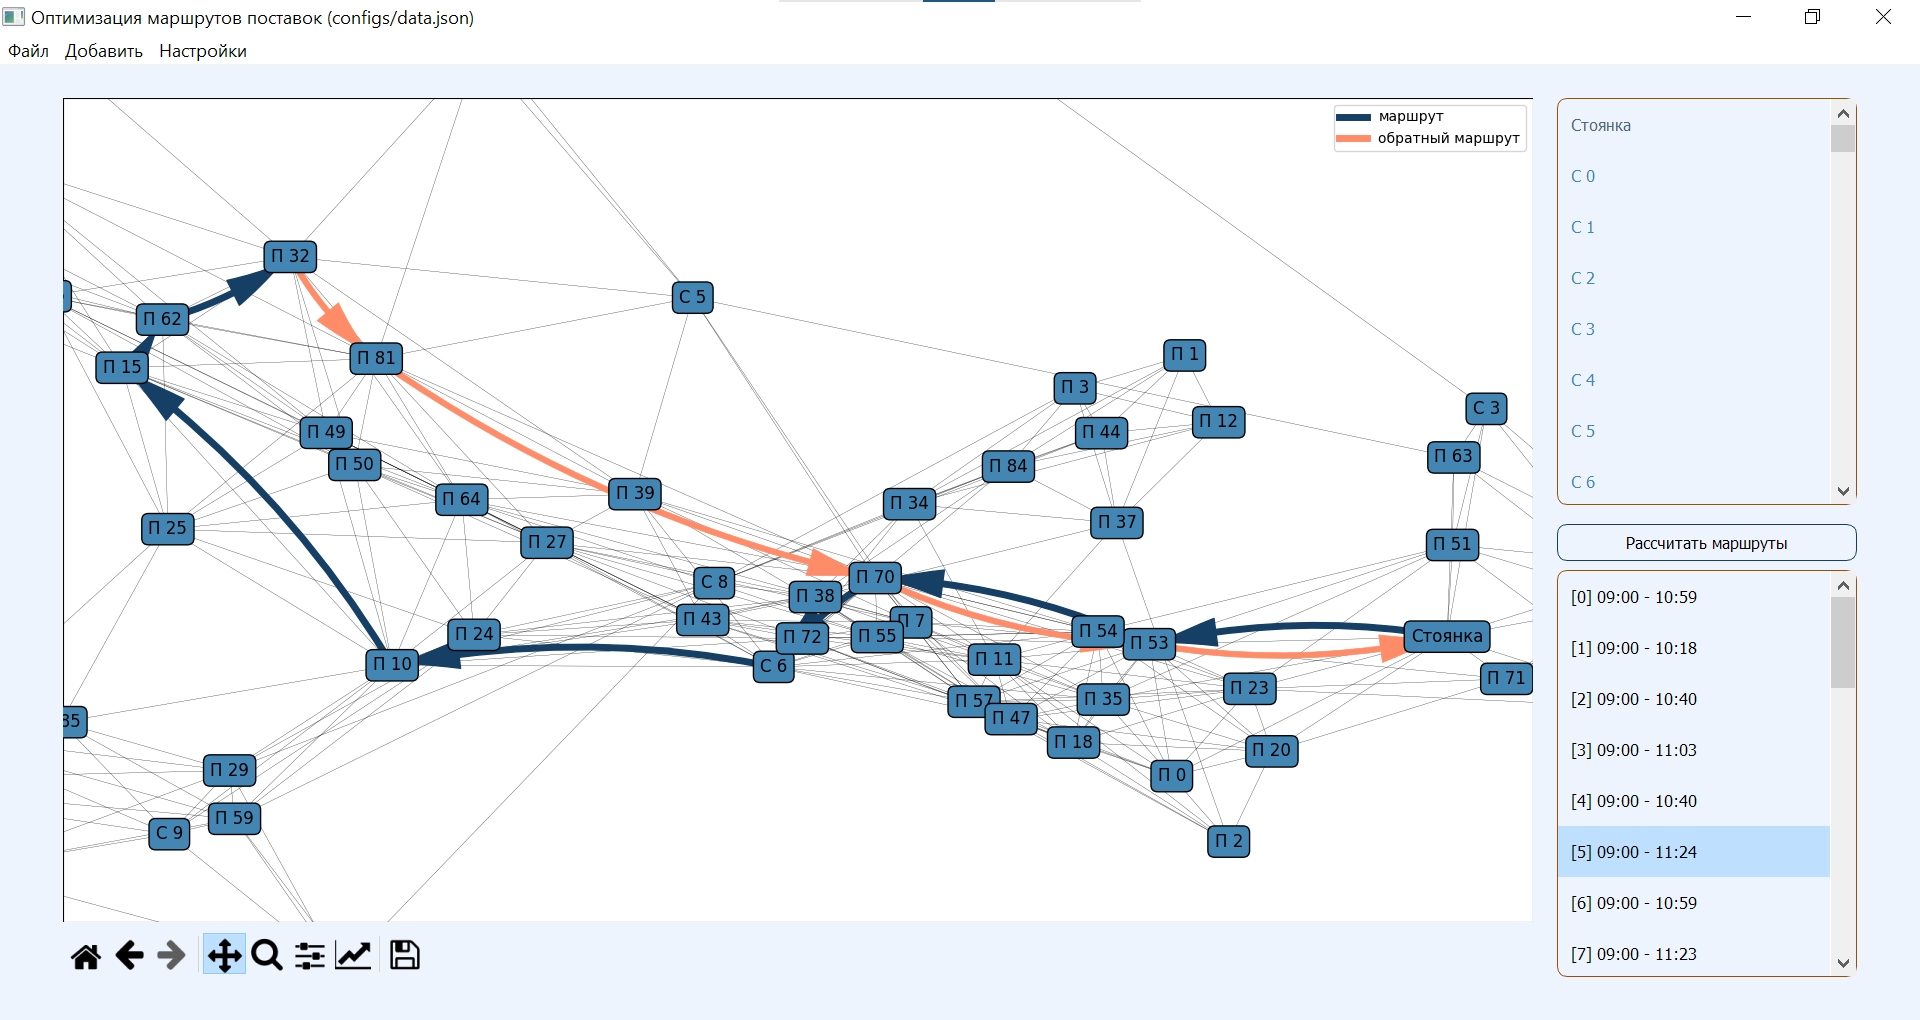 Оптимизация маршрутов поставок (configs/data.json)
Файл Добавить Настройки
маршрут
обратный маршрут
П 32
С 5
П 62
П 15
П 81
П 1
П 3
П 12
С 3
П 49
П 44
П 50
П 84
П 63
П 64
П 39
П 34
П 25
П 27
П 37
П 51
С 8
П 70
П 38
П 43
П 7
П 24
П 72
П 55
П 54
П 53
Стоянка
П 10
С 6
П 11
П 71
П 57
П 35
П 23
П 47
35
П 18
П 20
П 29
П 0
П 59
С 9
П 2
Стоянка
С 0
С 1
С 2
С 3
С 4
С 5
С 6
Рассчитать маршруты
[0] 09:00 - 10:59
[1] 09:00 - 10:18
[2] 09:00 - 10:40
[3] 09:00 - 11:03
[4] 09:00 - 10:40
[5] 09:00 - 11:24
[6] 09:00 - 10:59
[7] 09:00 - 11:23